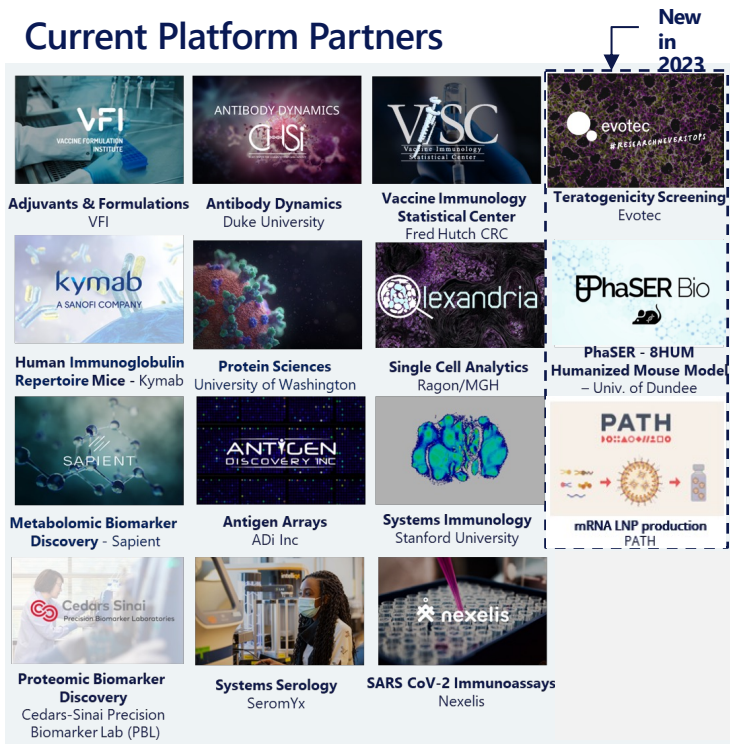 Current Platform Partners
New
in
2023
VFI
VACCINE FORMULATION
INSTITUTE
Adjuvants & Formulations
VFI
ANTIBODY DYNAMICS
CHSi
Antibody Dynamics
Duke University
VISC
Vaccine Immunology
Statistical Center
Vaccine Immunology
Statistical Center
Fred Hutch CRC
evotec
#RESEARCHNEVERSTOPS
Teratogenicity Screening
Evotec
kymab
A SANOFI COMPANY
Human Immunoglobulin
Repertoire Mice - Kymab
Protein Sciences
University of Washington
lexandria
Single Cell Analytics
Ragon/MGH
PhaSER Bio
PhaSER - 8HUM
Humanized Mouse Model
– Univ. of Dundee
SAPIENT
Metabolomic Biomarker
Discovery - Sapient
ANTIGEN
DISCOVERY INC
Antigen Arrays
ADi Inc
Systems Immunology
Stanford University
PATH
mRNA LNP production
PATH
Cedars Sinai
Precision Biomarker Laboratories
Proteomic Biomarker
Discovery
Cedars-Sinai Precision
Biomarker Lab (PBL)
Systems Serology
SeromYx
nexelis
SARS CoV-2 Immunoassays
Nexelis